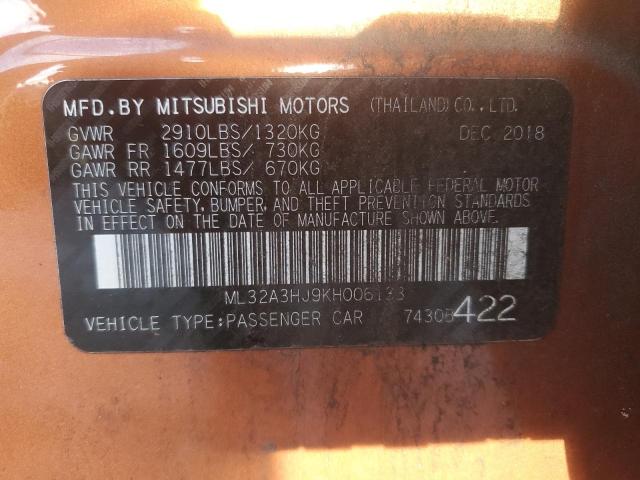 MFD.BY MITSUBISHI MOTORS (THAILAND) CO.,LTD.
GVWR 2910LBS/1320KG DEC 2018
GAWR FR 1609LBS/ 730KG
GAWR RR 1477LBS/ 670KG
THIS VEHICLE CONFORMS TO ALL APPLICABLE FEDERAL MOTOR
VEHICLE SAFETY, BUMPER, AND THEFT PREVENTION STANDARDS
IN EFFECT ON THE DATE OF MANUFACTURE SHOWN ABOVE.
ML32A3HJ9KH006133
VEHICLE TYPE:PASSENGER CAR 7430B 422